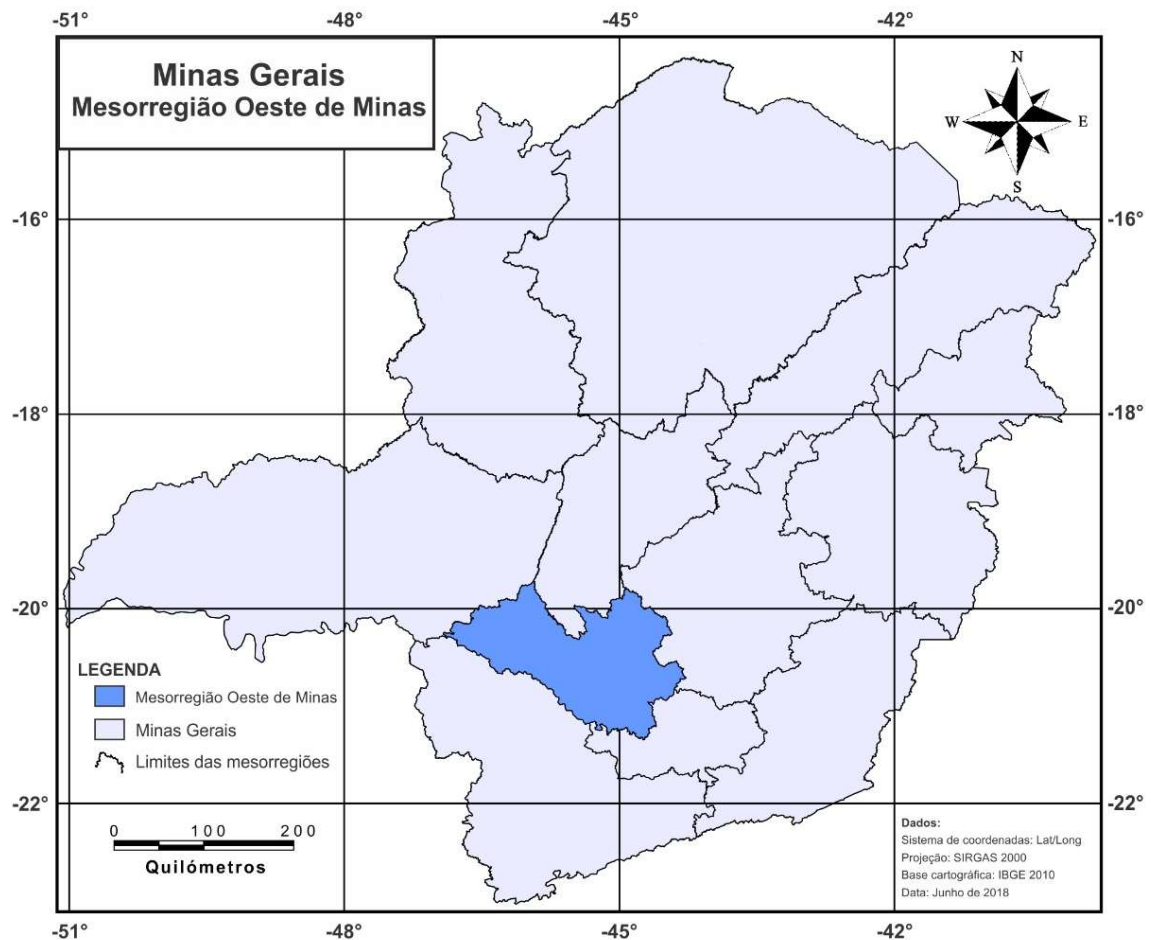 -51° -48° -45° -42°
Minas Gerais
Mesorregião Oeste de Minas
N
W E
S
-16° -16°
-18° -18°
-20° -20°
LEGENDA
Mesorregião Oeste de Minas
Minas Gerais
Limites das mesorregiões
-22° -22°
0 100 200
Quilómetros
Dados:
Sistema de coordenadas: Lat/Long
Projeção: SIRGAS 2000
Base cartográfica: IBGE 2010
Data: Junho de 2018
-51° -48° -45° -42°